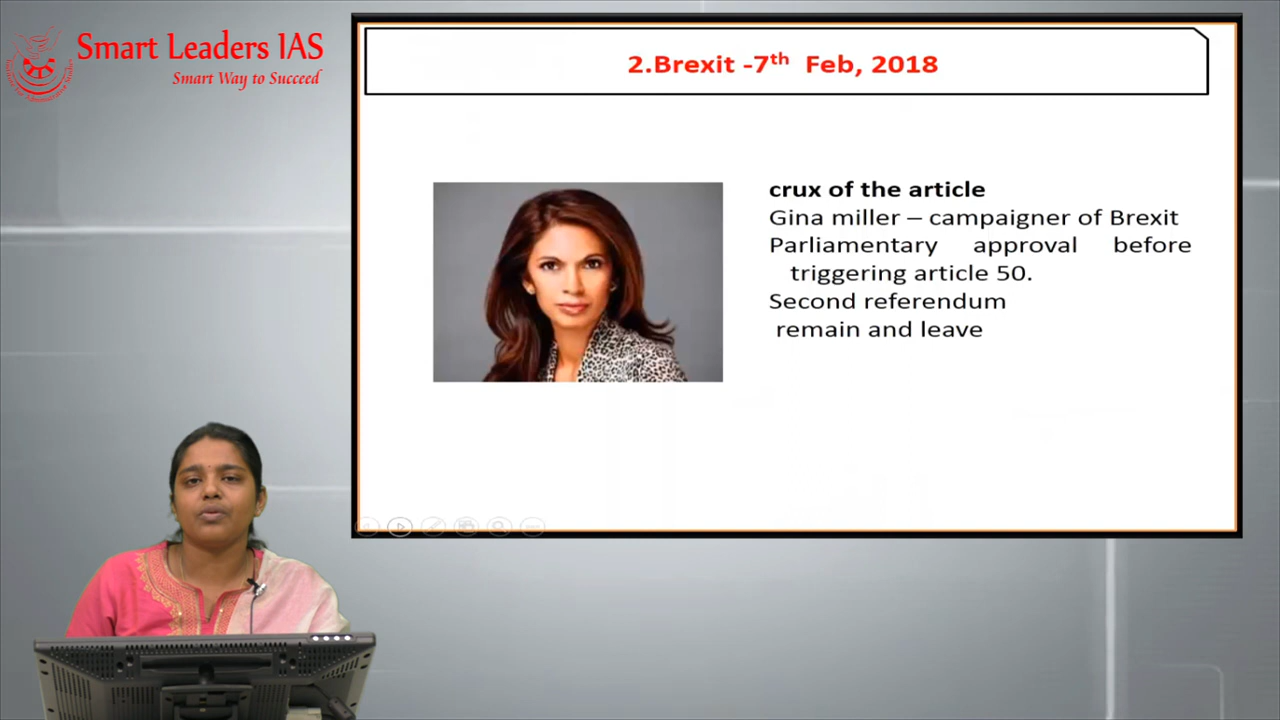 Smart Leaders IAS
Smart Way to Succeed
2.Brexit -7th Feb, 2018
crux of the article
Gina miller – campaigner of Brexit
Parliamentary approval before
triggering article 50.
Second referendum
remain and leave